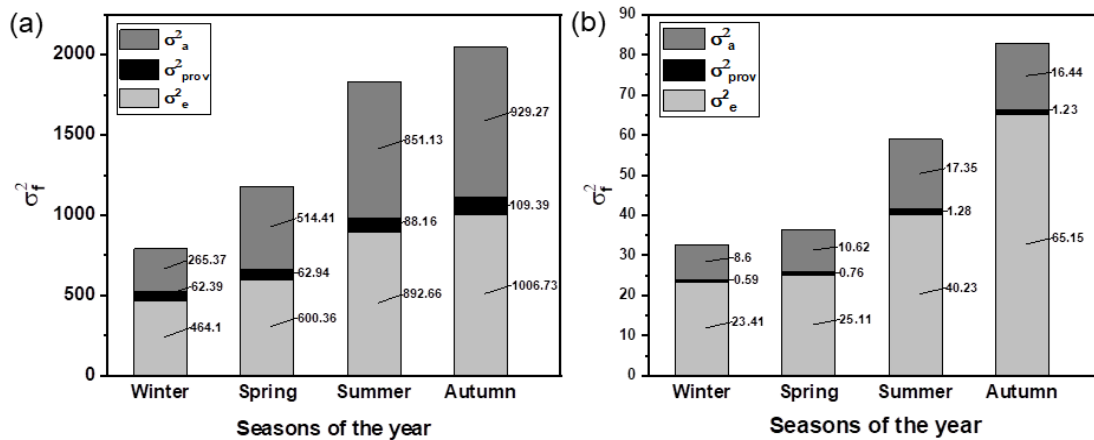 (a)
σ²a
σ²prov
σ²e
2000
1500
1000
500
0
σ²f
265.37
62.39
464.1
514.41
62.94
600.36
851.13
88.16
892.66
929.27
109.39
1006.73
Winter Spring Summer Autumn
Seasons of the year
(b)
σ²a
σ²prov
σ²e
90
80
70
60
50
40
30
20
10
0
σ²f
8.6
0.59
23.41
10.62
0.76
25.11
17.35
1.28
40.23
16.44
1.23
65.15
Winter Spring Summer Autumn
Seasons of the year